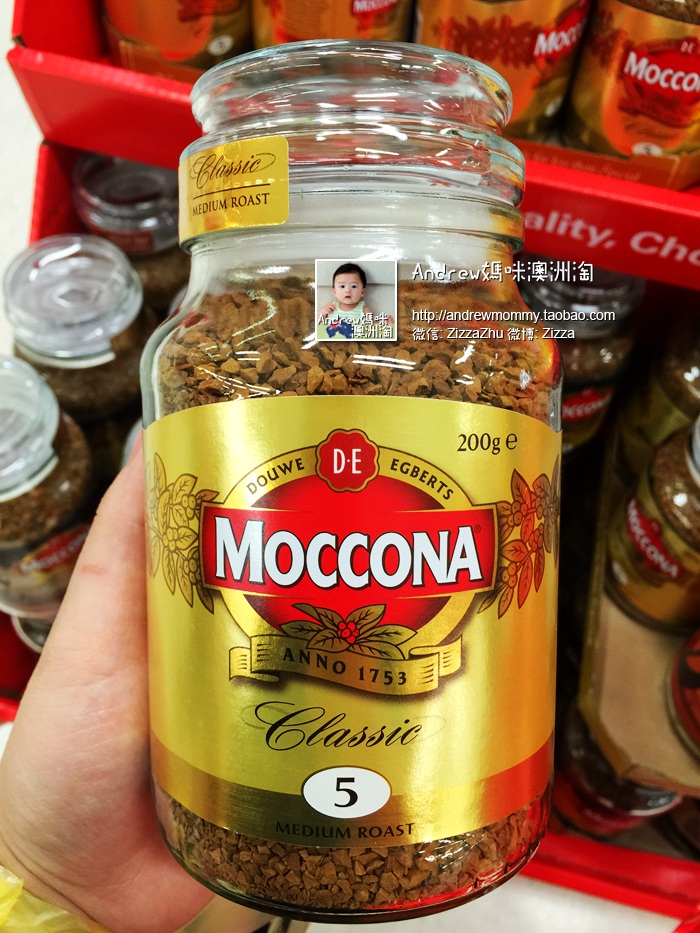 MOCCONA
MOCCONA
Classic
MEDIUM ROAST
ality, Cho
Andrew媽咪澳洲淘
Andrew媽咪
澳洲淘
http://andrewmommy.taobao.com
微信: ZizzaZhu 微博: Zizza
200g e
D·E
DOUWE EGBERTS
MOCCONA
ANNO 1753
Classic
5
MEDIUM ROAST